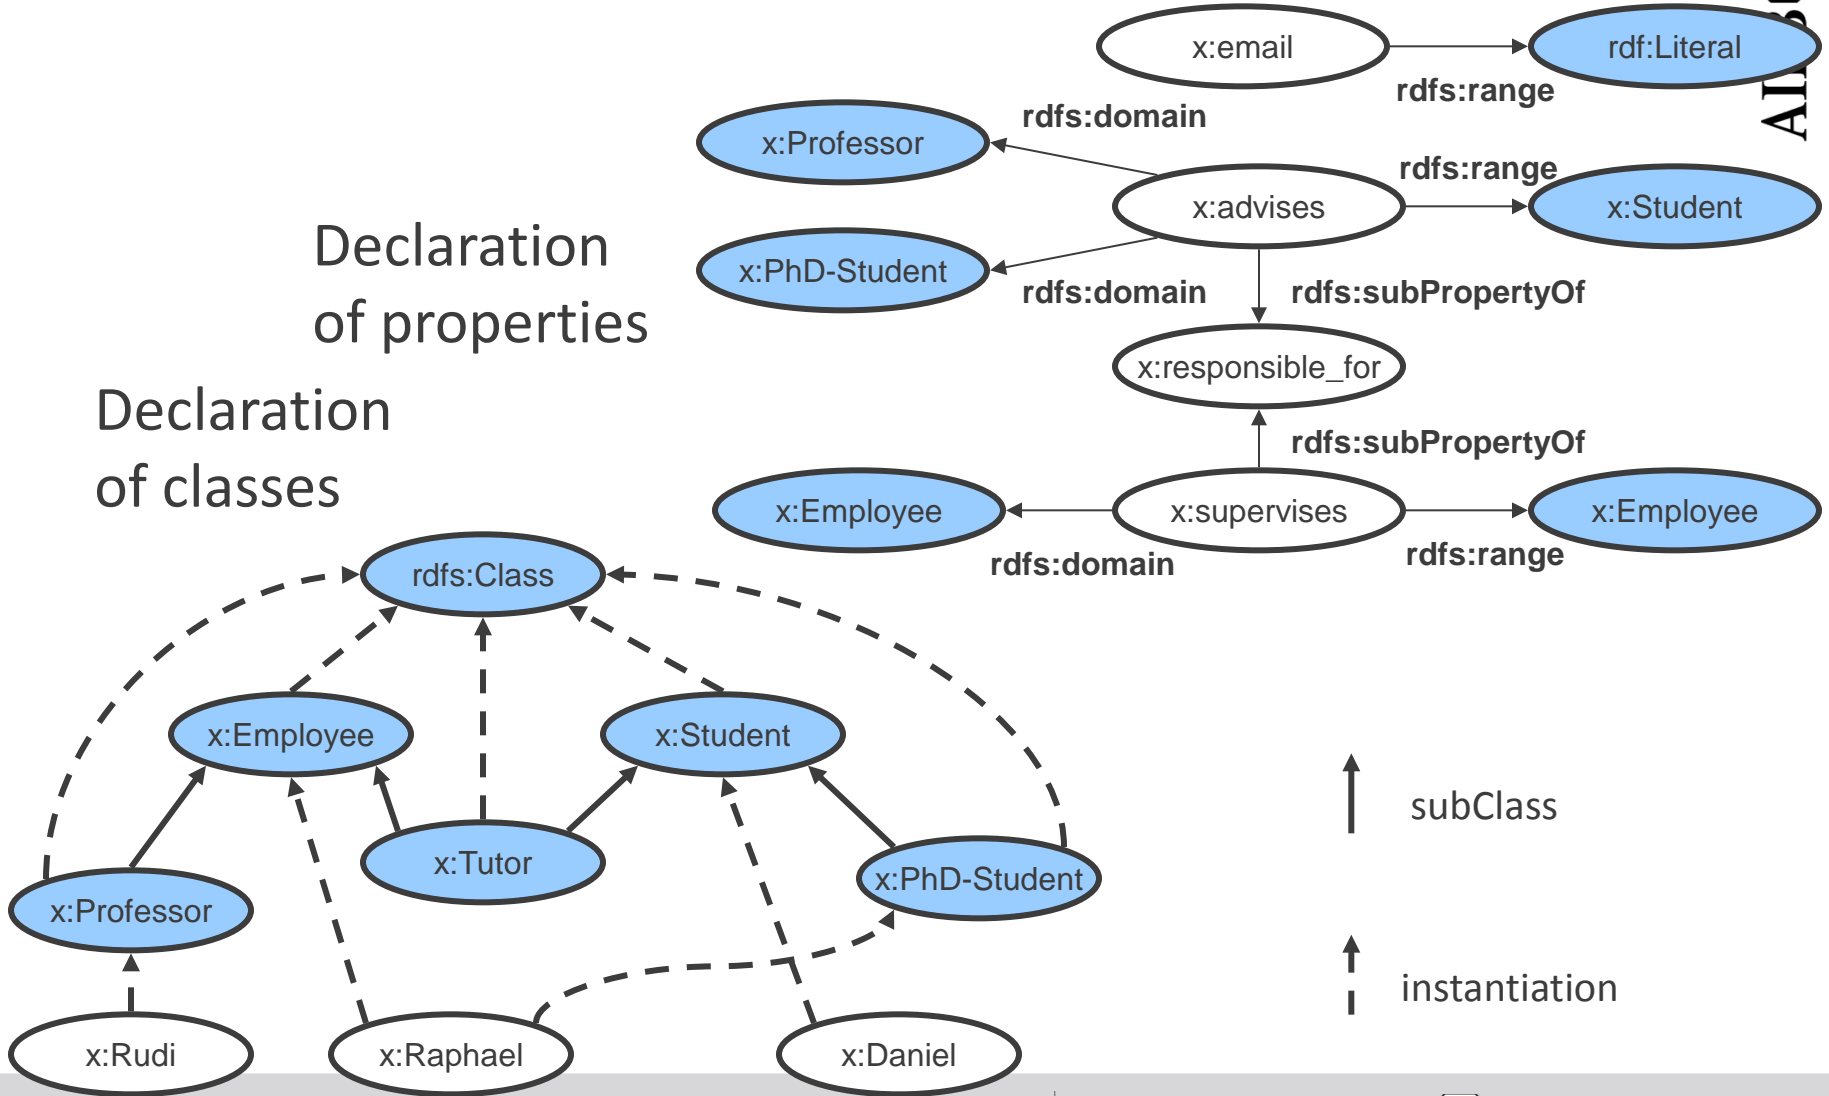 x:email
rdf:Literal
rdfs:range
rdfs:domain
x:Professor
rdfs:range
x:advises
x:Student
Declaration
of properties
x:PhD-Student
rdfs:domain
rdfs:subPropertyOf
x:responsible_for
Declaration
of classes
rdfs:subPropertyOf
x:Employee
x:supervises
x:Employee
rdfs:domain
rdfs:range
rdfs:Class
x:Employee
x:Student
subClass
x:Tutor
x:PhD-Student
x:Professor
instantiation
x:Rudi
x:Raphael
x:Daniel